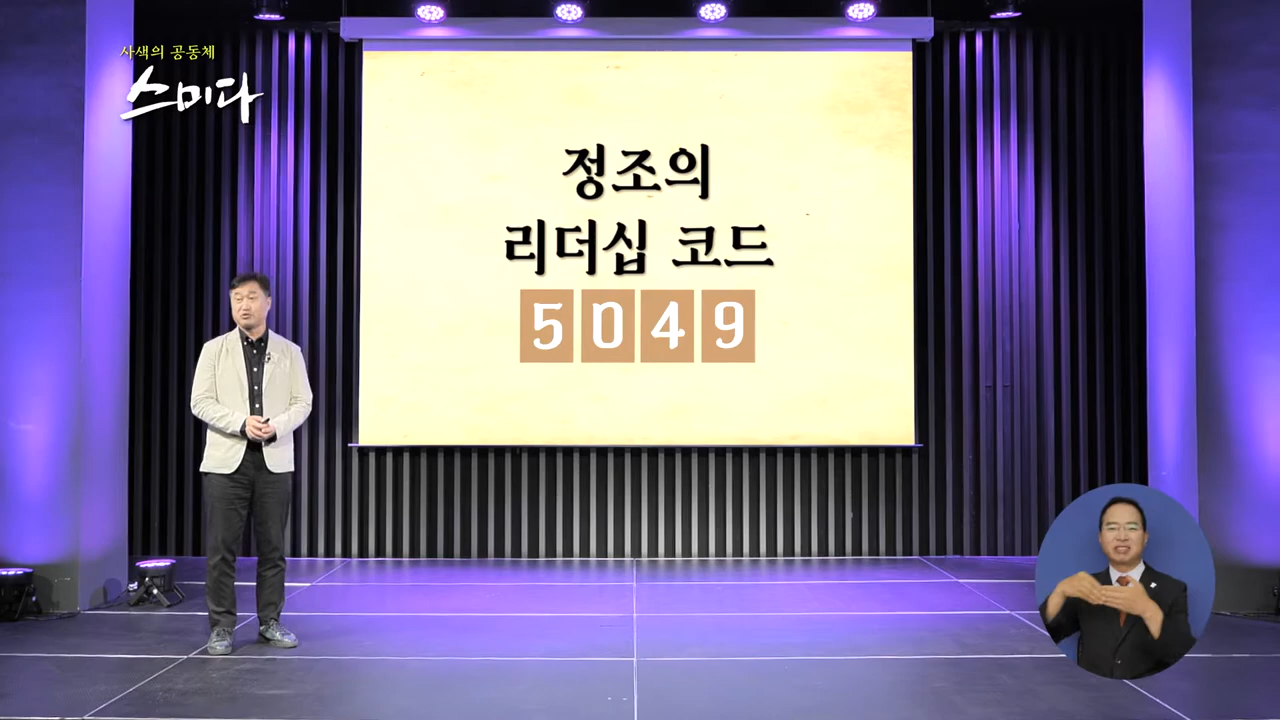 사색의 공동체
스미다
정조의
리더십 코드
5049